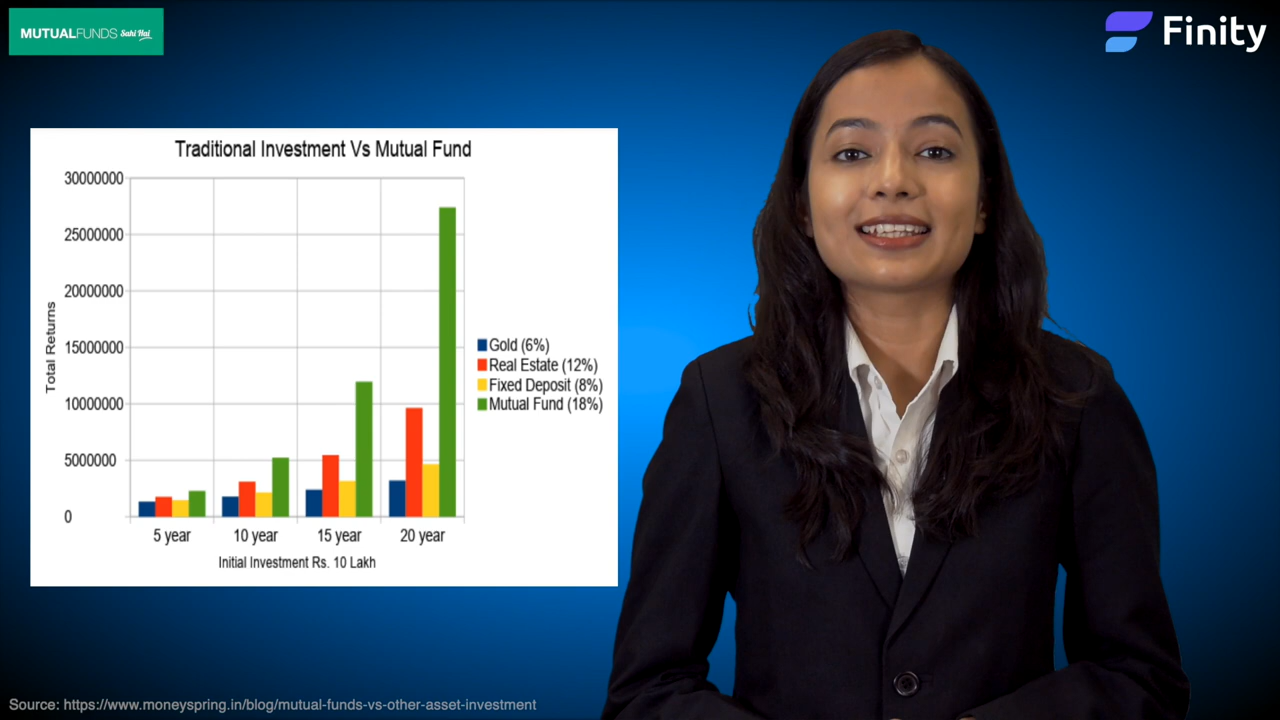 MUTUALFUNDS Sahi Hai
Finity
Traditional Investment Vs Mutual Fund
30000000
25000000
20000000
15000000
10000000
5000000
0
Total Returns
5 year
10 year
15 year
20 year
Initial Investment Rs. 10 Lakh
Gold (6%)
Real Estate (12%)
Fixed Deposit (8%)
Mutual Fund (18%)
Source: https://www.moneyspring.in/blog/mutual-funds-vs-other-asset-investment